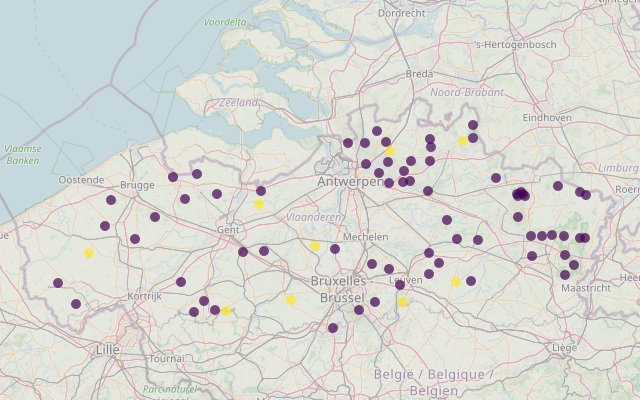 Dordrecht
Voordelta
's-Hertogenbosch
Breda
Noord-Brabant
Zeeland
Eindhoven
Vlaamse
Banken
Limburg
Oostende
Brugge
Antwerpen
Roerm
Vlaanderen
Gent
Mechelen
Leuven
Bruxelles
Brussel
Maastricht
Kortrijk
Lille
Liège
Tournai
België / Belgique /
Belgien
Parc naturel